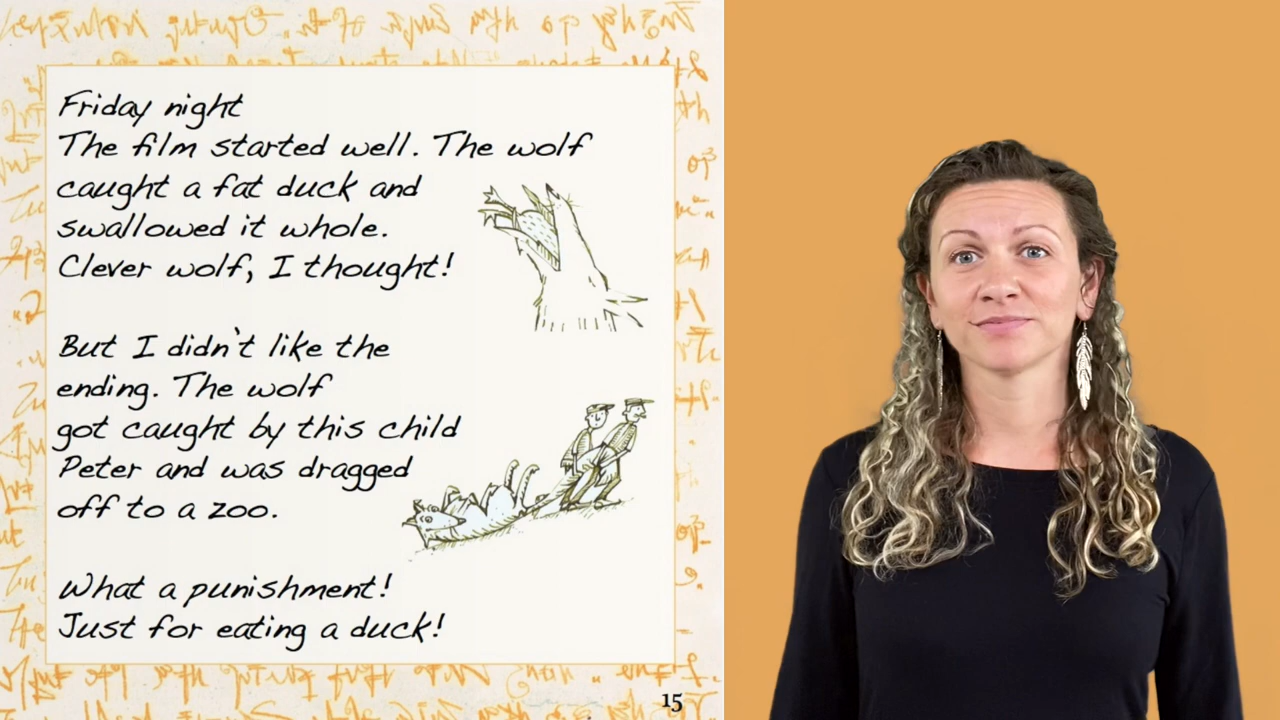 Friday night
The film started well. The wolf
caught a fat duck and
swallowed it whole.
Clever wolf, I thought!
But I didn't like the
ending. The wolf
got caught by this child
Peter and was dragged
off to a zoo.
What a punishment!
Just for eating a duck!
15